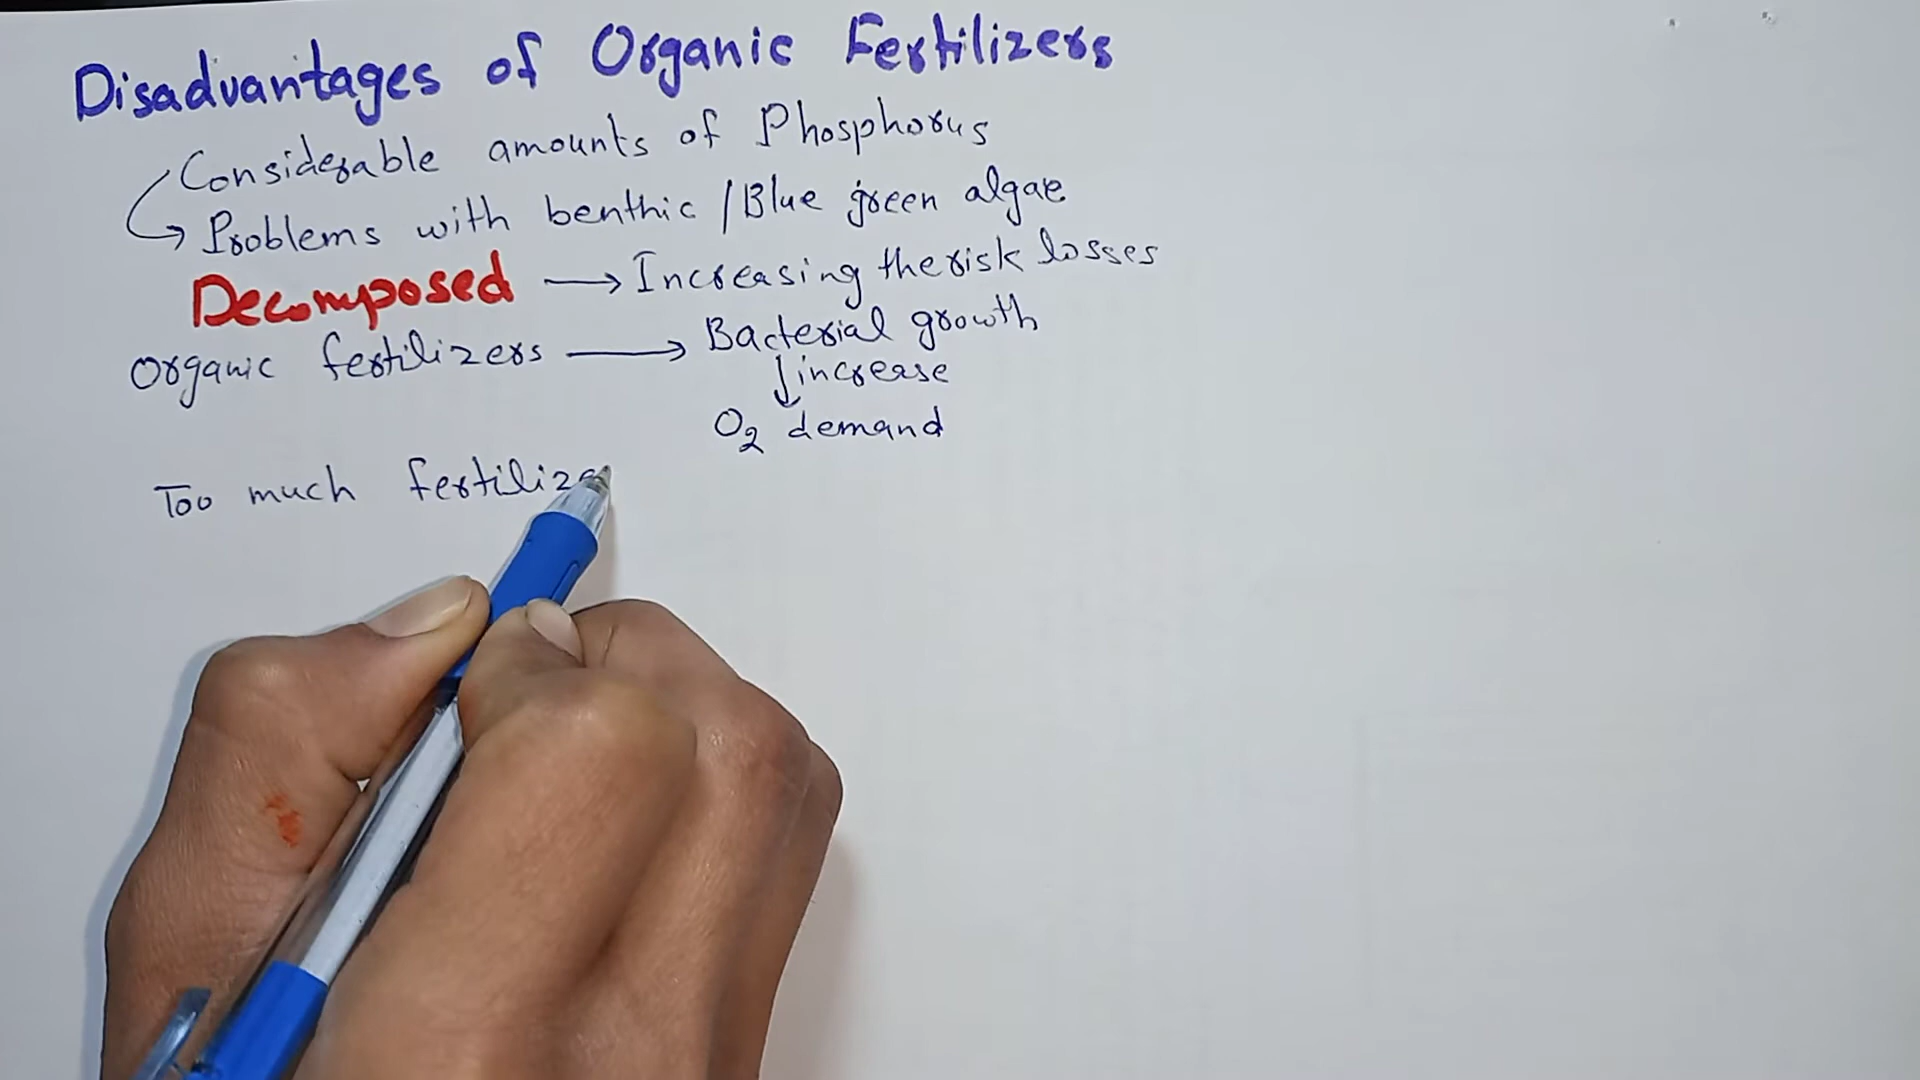 Disadvantages of Organic Fertilizers
Considerable amounts of Phosphorus
Problems with benthic / Blue green algae
Decomposed → Increasing the risk losses
Organic fertilizers → Bacterial growth
↓ increase
O₂ demand
Too much fertilize